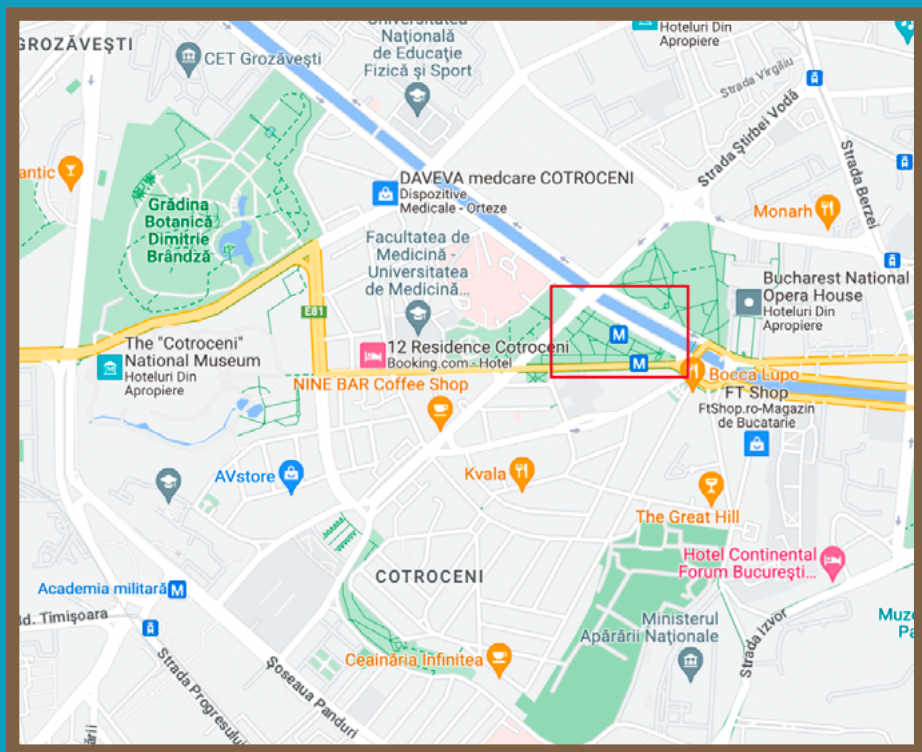 GROZĂVEȘTI
CET Grozăvești
Universitatea
Națională
de Educație
Fizică și Sport
Hoteluri Din
Apropiere
Strada Virgiliu
Strada Știrbei Vodă
Strada Berzei
antic
Grădina
Botanică
Dimitrie
Brândză
DAVEVA medcare COTROCENI
Dispozitive
Medicale - Orteze
Monarh
Facultatea de
Medicină -
Universitatea
de Medicină...
Bucharest National
Opera House
Hoteluri Din
Apropiere
E81
The "Cotroceni"
National Museum
Hoteluri Din
Apropiere
12 Residence Cotroceni
Booking.com - Hotel
M
M
NINE BAR Coffee Shop
Bocca Lupo
FT Shop
FtShop.ro-Magazin
de Bucatarie
AVstore
Kvala
The Great Hill
Hotel Continental
Forum București...
COTROCENI
Academia militară M
Bd. Timișoara
Ministerul
Apărării Naționale
Muze
Pa
Strada Izvor
Ceainăria Infinitea
Șoseaua Panduri
Strada Progresului
ării